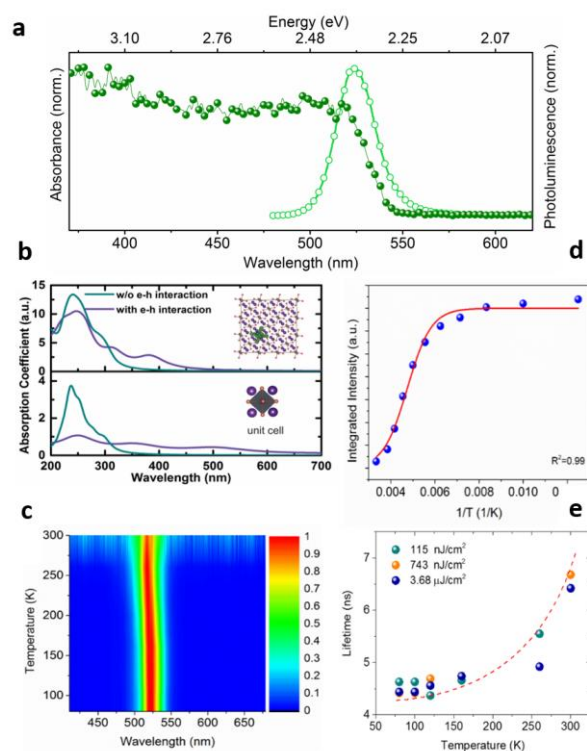 a
Energy (eV)
3.10 2.76 2.48 2.25 2.07
Absorbance (norm.)
Photoluminescence (norm.)
400 450 500 550 600
Wavelength (nm)
b
15
10
5
0
w/o e-h interaction
with e-h interaction
4
2
0
unit cell
Absorption Coefficient (a.u.)
200 300 400 500 600 700
Wavelength (nm)
d
Integrated Intensity (a.u.)
R²=0.99
0.004 0.006 0.008 0.010 0
1/T (1/K)
c
300
250
200
150
100
Temperature (K)
450 500 550 600 650
Wavelength (nm)
1
0.9
0.8
0.7
0.6
0.5
0.4
0.3
0.2
0.1
0
e
7
6
5
4
Lifetime (ns)
115 nJ/cm²
743 nJ/cm²
3.68 μJ/cm²
50 100 150 200 250 300
Temperature (K)